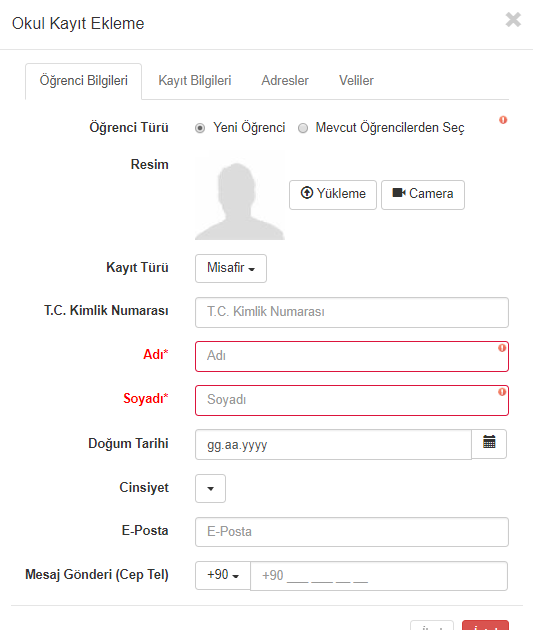 Okul Kayıt Ekleme
Öğrenci Bilgileri Kayıt Bilgileri Adresler Veliler
Öğrenci Türü Yeni Öğrenci Mevcut Öğrencilerden Seç
Resim
Yükleme Camera
Kayıt Türü Misafir
T.C. Kimlik Numarası T.C. Kimlik Numarası
Adı* Adı
Soyadı* Soyadı
Doğum Tarihi gg.aa.yyyy
Cinsiyet
E-Posta E-Posta
Mesaj Gönderi (Cep Tel) +90 +90 ___ ___ __ __